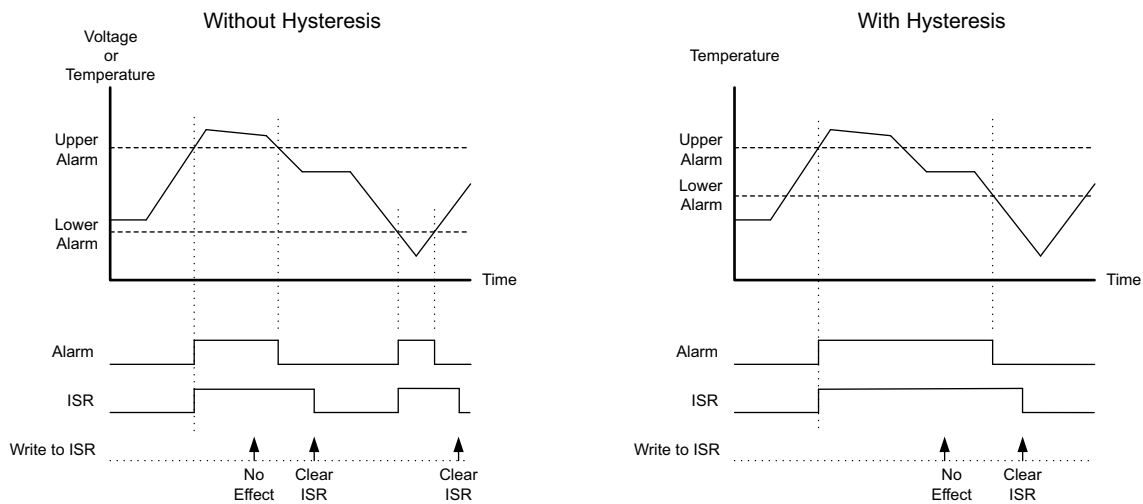 Without Hysteresis
Voltage
or
Temperature
Upper
Alarm
Lower
Alarm
Time
Alarm
ISR
Write to ISR
No
Effect
Clear
ISR
Clear
ISR
With Hysteresis
Temperature
Upper
Alarm
Lower
Alarm
Time
Alarm
ISR
Write to ISR
No
Effect
Clear
ISR